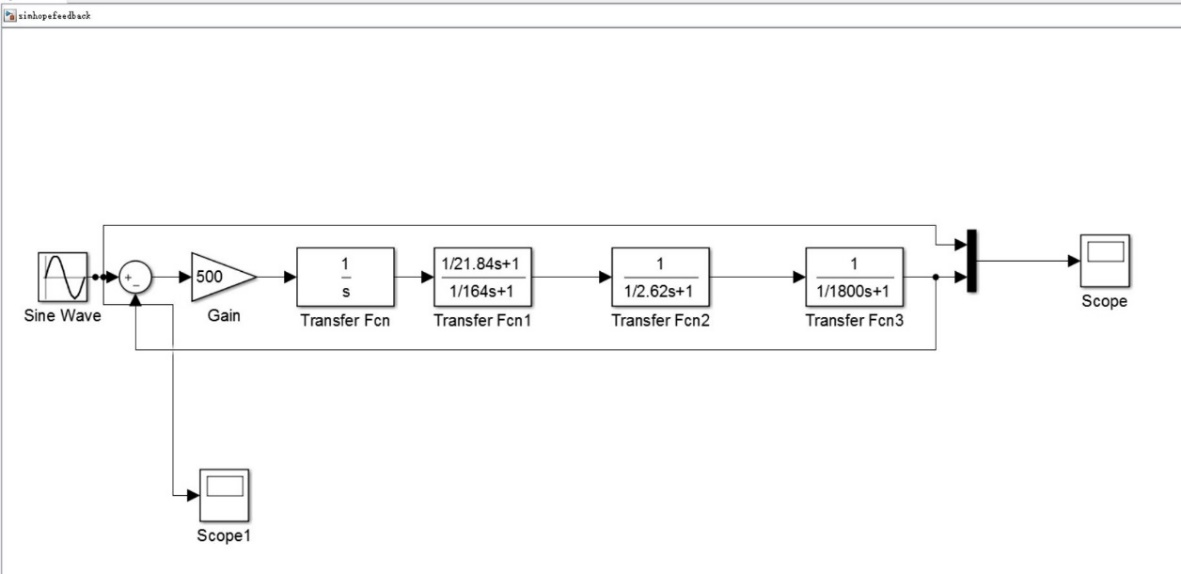 xinhopefeedback
+
_
500
1
s
1/21.84s+1
1/164s+1
1
1/2.62s+1
1
1/1800s+1
Sine Wave
Gain
Transfer Fcn
Transfer Fcn1
Transfer Fcn2
Transfer Fcn3
Scope
Scope1